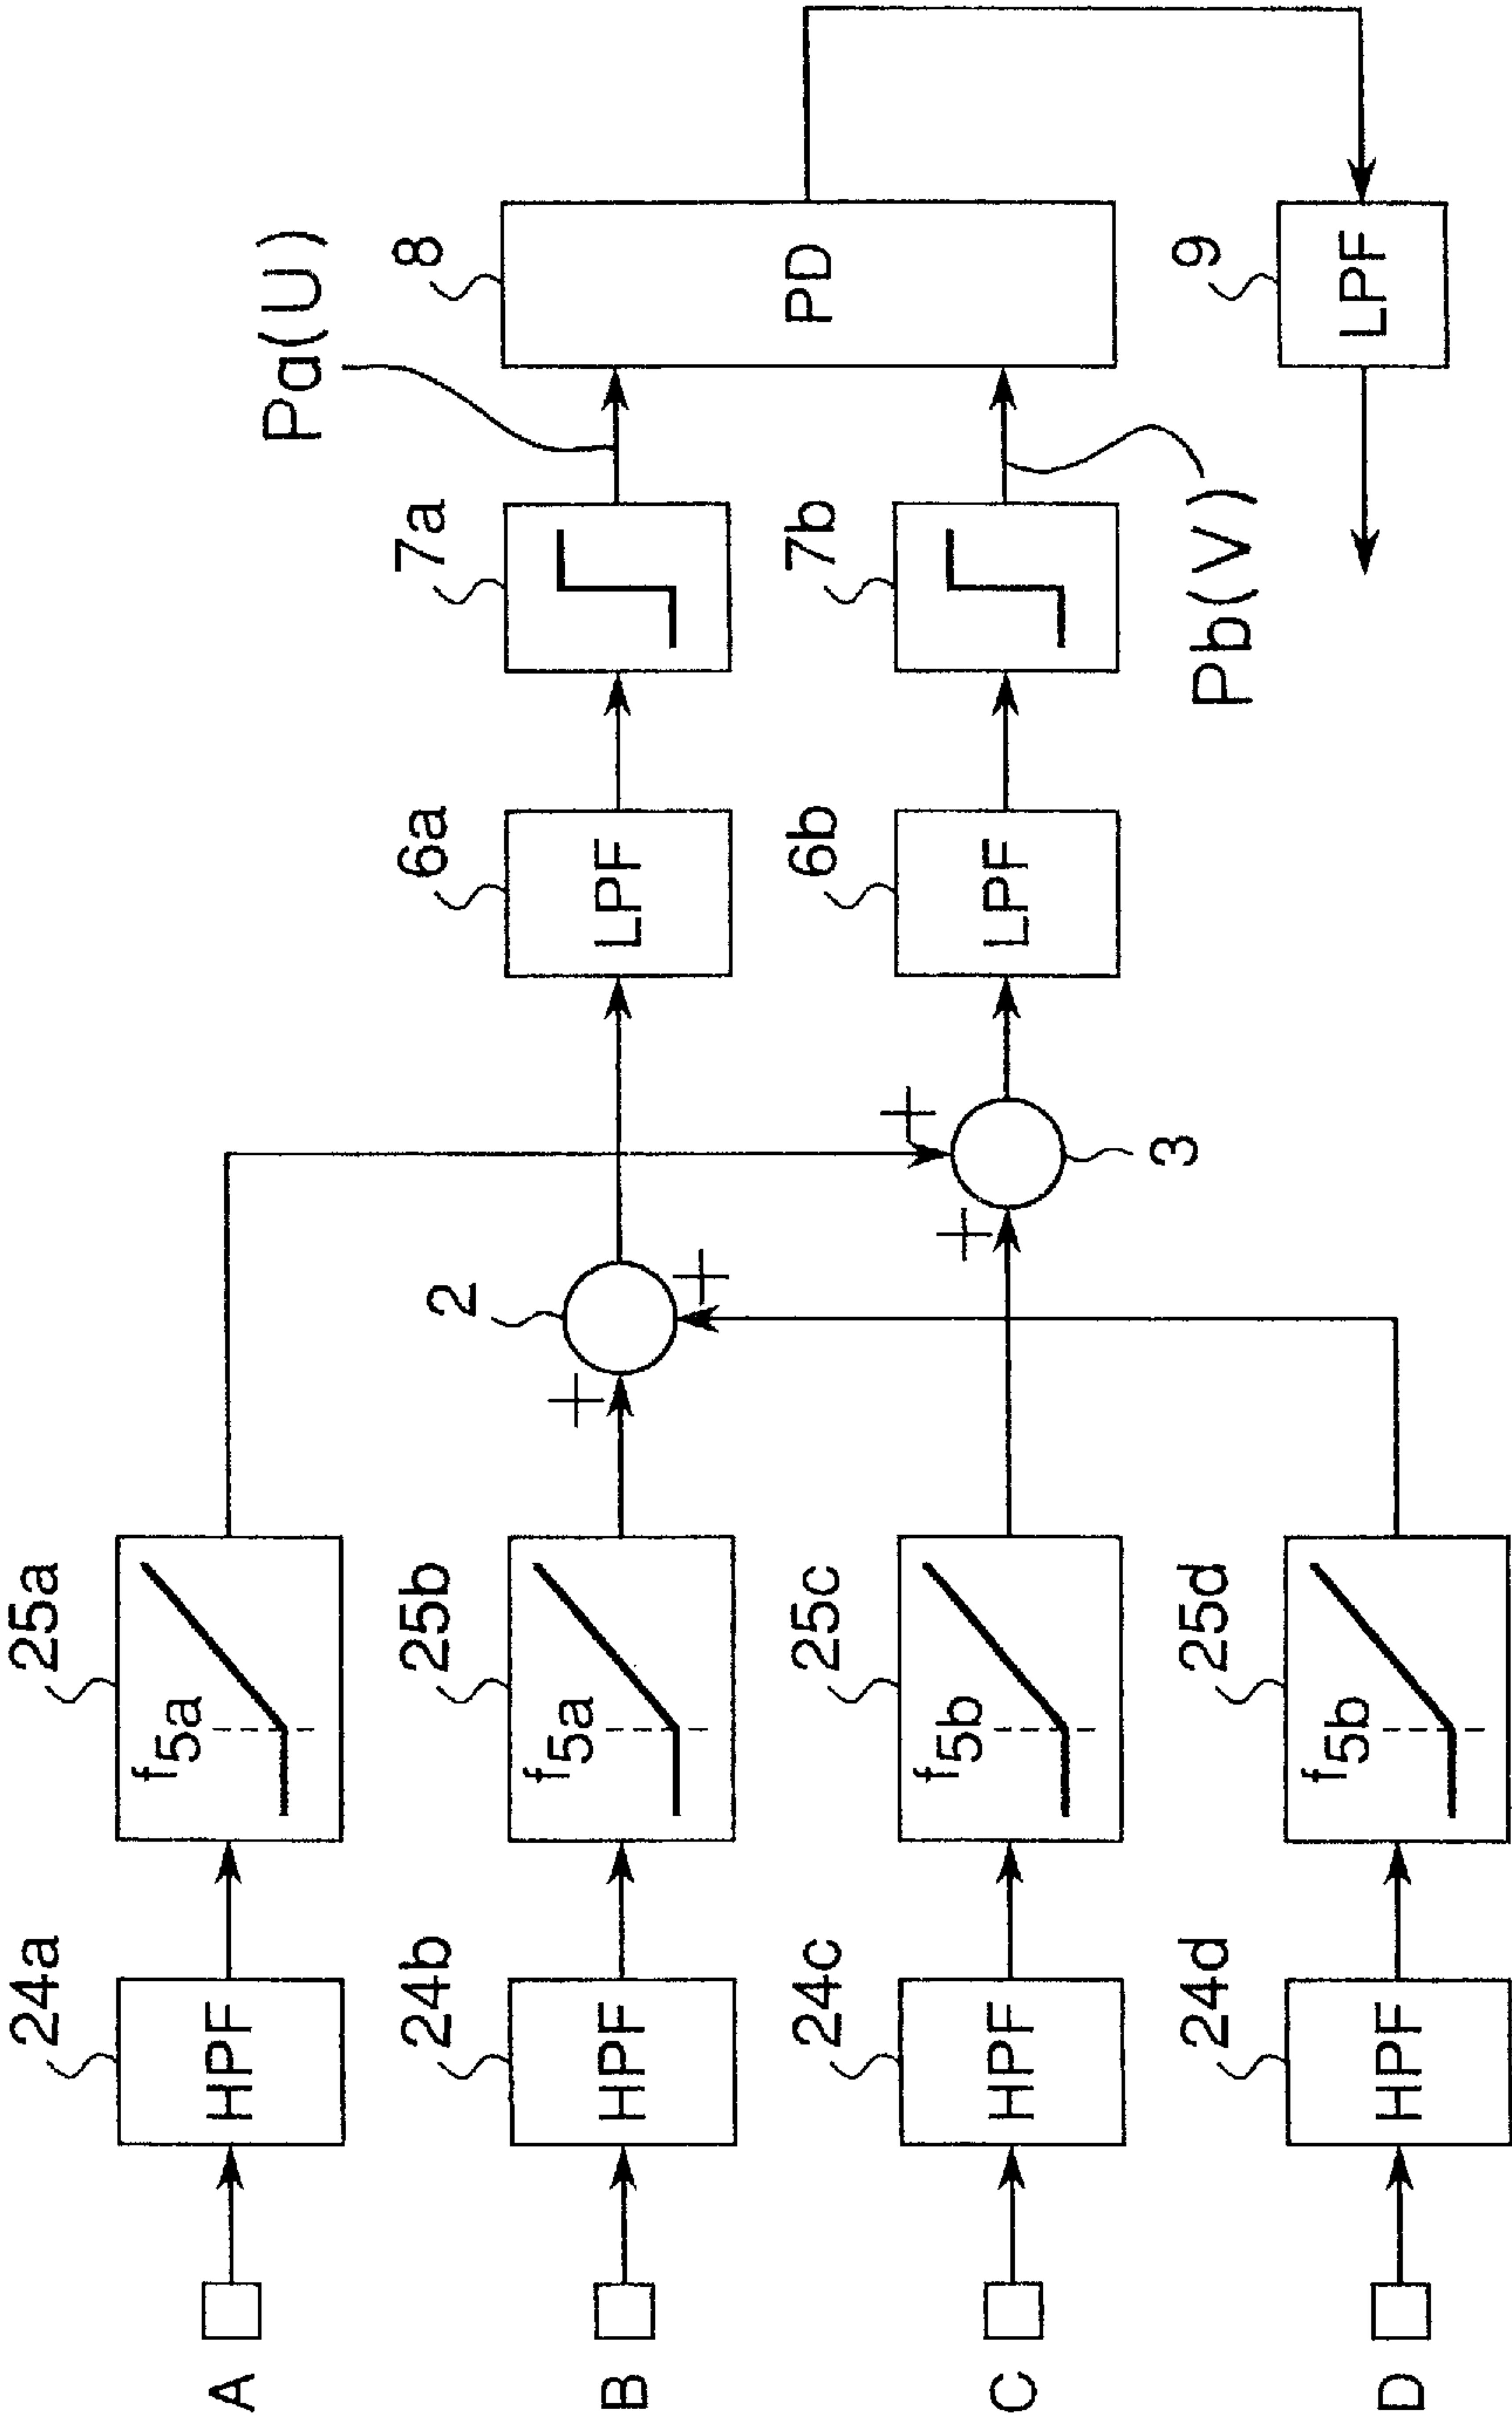 A
24a
HPF
25a
f5a
B
24b
HPF
25b
f5a
2
+
+
6a
LPF
7a
Pa(U)
8
PD
C
24c
HPF
25c
f5b
+
+
3
6b
LPF
7b
Pb(V)
D
24d
HPF
25d
f5b
9
LPF